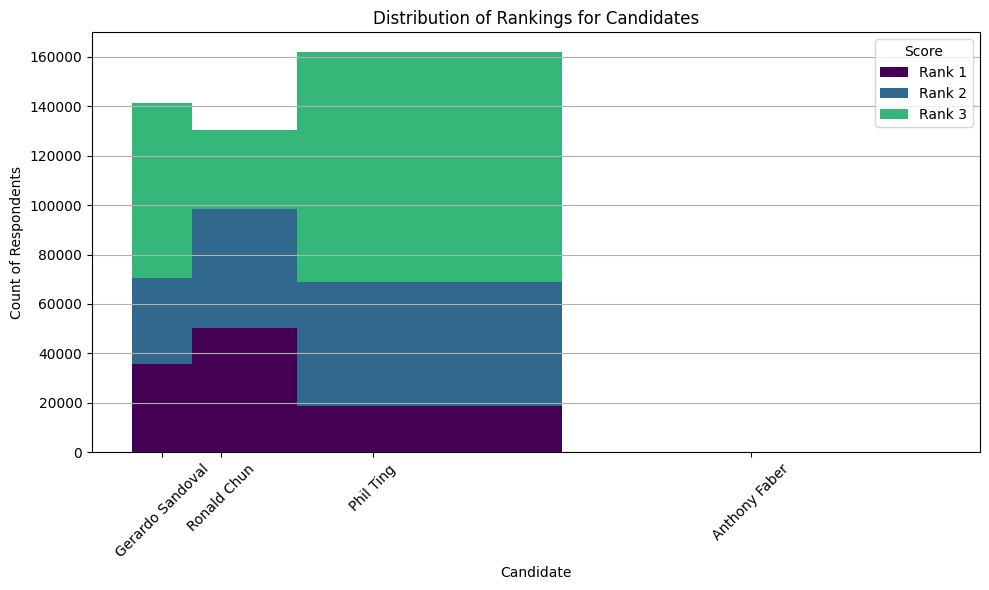 Distribution of Rankings for Candidates
Score
Rank 1
Rank 2
Rank 3
160000
140000
120000
100000
80000
60000
40000
20000
0
Count of Respondents
Gerardo Sandoval
Ronald Chun
Phil Ting
Anthony Faber
Candidate